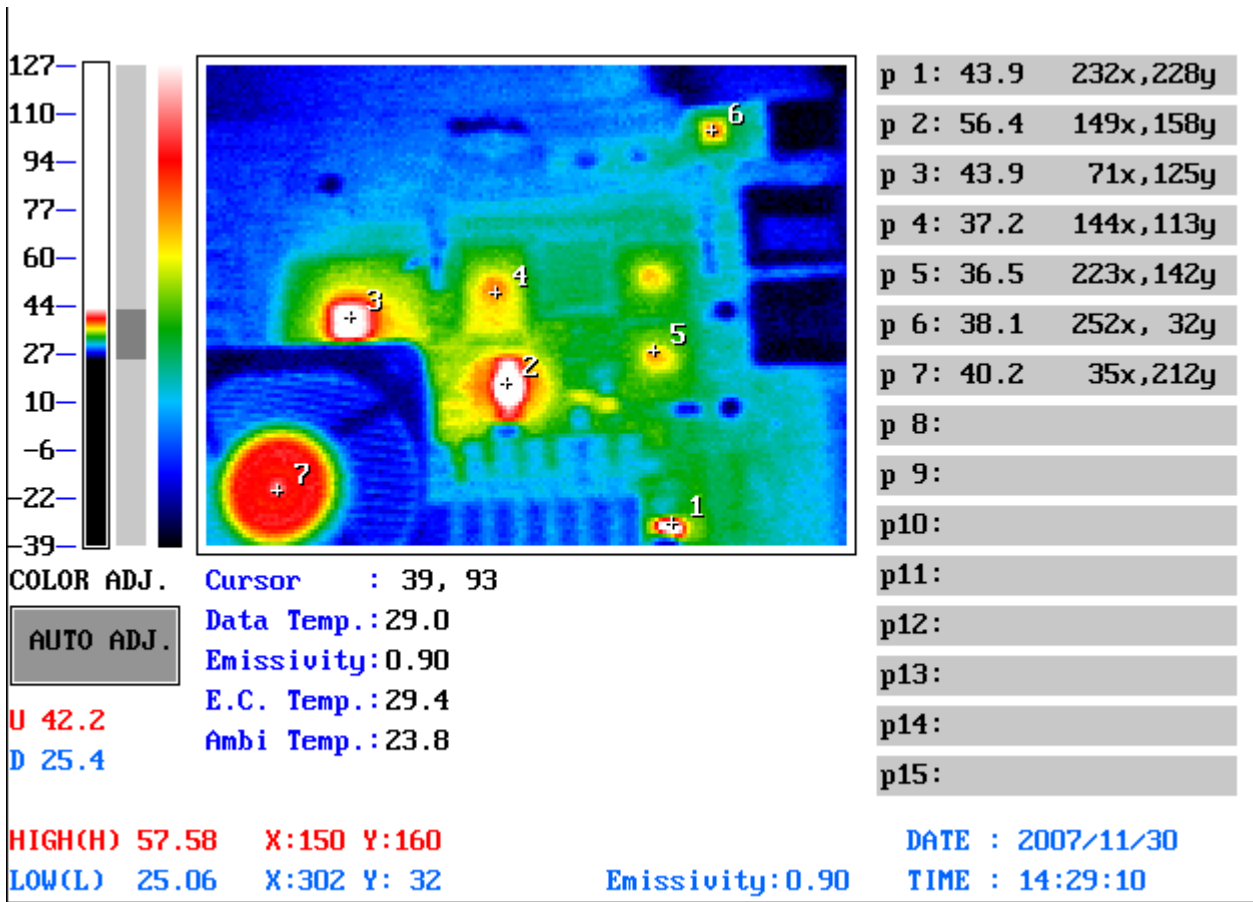 127
110
94
77
60
44
27
10
-6
-22
-39
6
3
4
5
2
7
1
p 1: 43.9 232x,228y
p 2: 56.4 149x,158y
p 3: 43.9 71x,125y
p 4: 37.2 144x,113y
p 5: 36.5 223x,142y
p 6: 38.1 252x, 32y
p 7: 40.2 35x,212y
p 8:
p 9:
p10:
p11:
p12:
p13:
p14:
p15:
COLOR ADJ.
AUTO ADJ.
U 42.2
D 25.4
Cursor : 39, 93
Data Temp.:29.0
Emissivity:0.90
E.C. Temp.:29.4
Ambi Temp.:23.8
HIGH(H) 57.58 X:150 Y:160
LOW(L) 25.06 X:302 Y: 32
Emissivity:0.90
DATE : 2007/11/30
TIME : 14:29:10